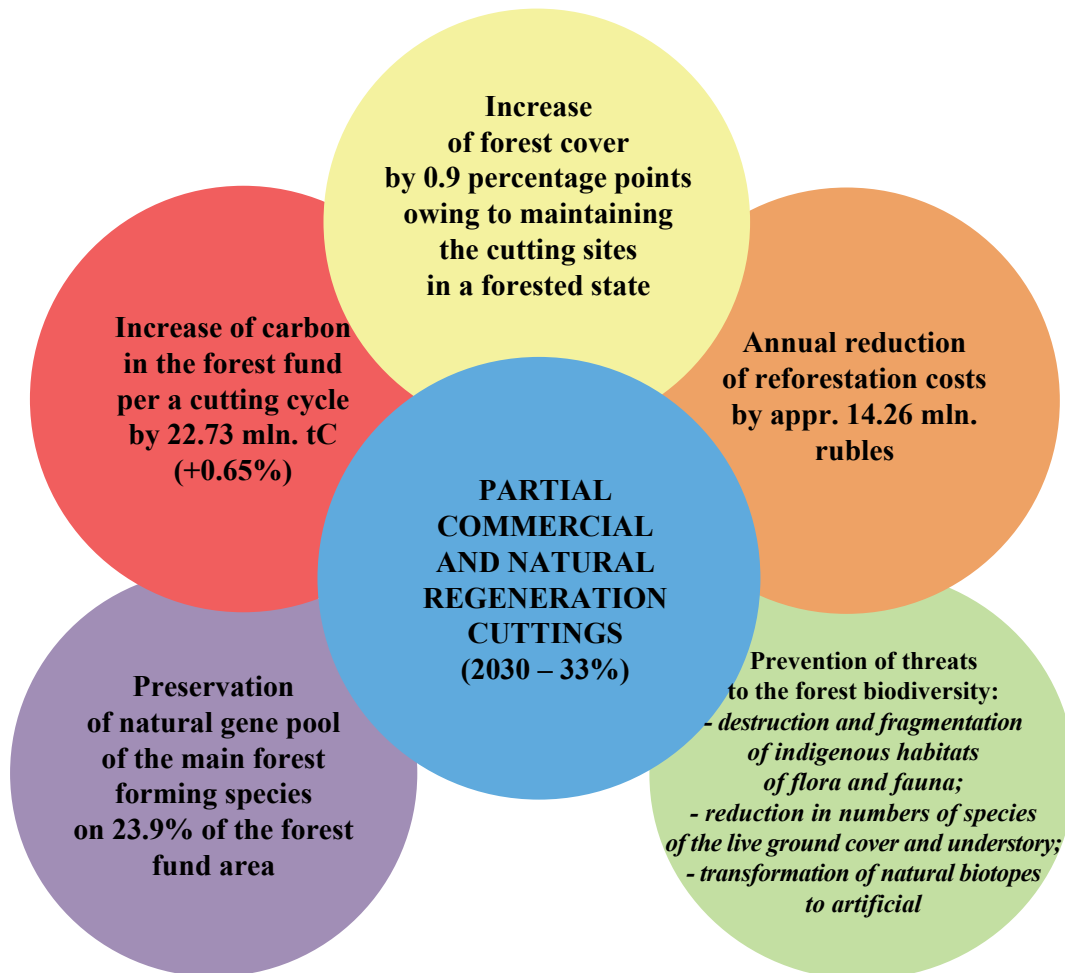 Increase
of forest cover
by 0.9 percentage points
owing to maintaining
the cutting sites
in a forested state
Increase of carbon
in the forest fund
per a cutting cycle
by 22.73 mln. tC
(+0.65%)
Annual reduction
of reforestation costs
by appr. 14.26 mln.
rubles
PARTIAL
COMMERCIAL
AND NATURAL
REGENERATION
CUTTINGS
(2030 – 33%)
Preservation
of natural gene pool
of the main forest
forming species
on 23.9% of the forest
fund area
Prevention of threats
to the forest biodiversity:
- destruction and fragmentation
of indigenous habitats
of flora and fauna;
- reduction in numbers of species
of the live ground cover and understory;
- transformation of natural biotopes
to artificial